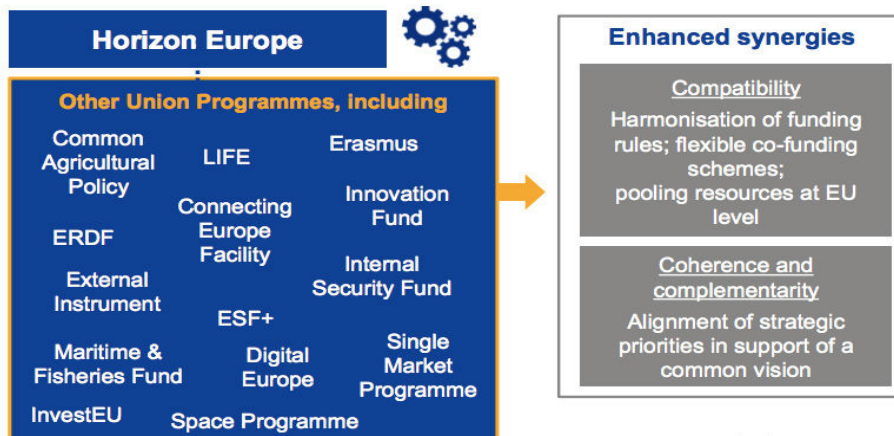 Horizon Europe
Other Union Programmes, including
Common
Agricultural
Policy
LIFE
Erasmus
Connecting
Europe
Facility
Innovation
Fund
ERDF
External
Instrument
Internal
Security Fund
ESF+
Maritime &
Fisheries Fund
Digital
Europe
Single
Market
Programme
InvestEU
Space Programme
Enhanced synergies
Compatibility
Harmonisation of funding
rules; flexible co-funding
schemes;
pooling resources at EU
level
Coherence and
complementarity
Alignment of strategic
priorities in support of a
common vision